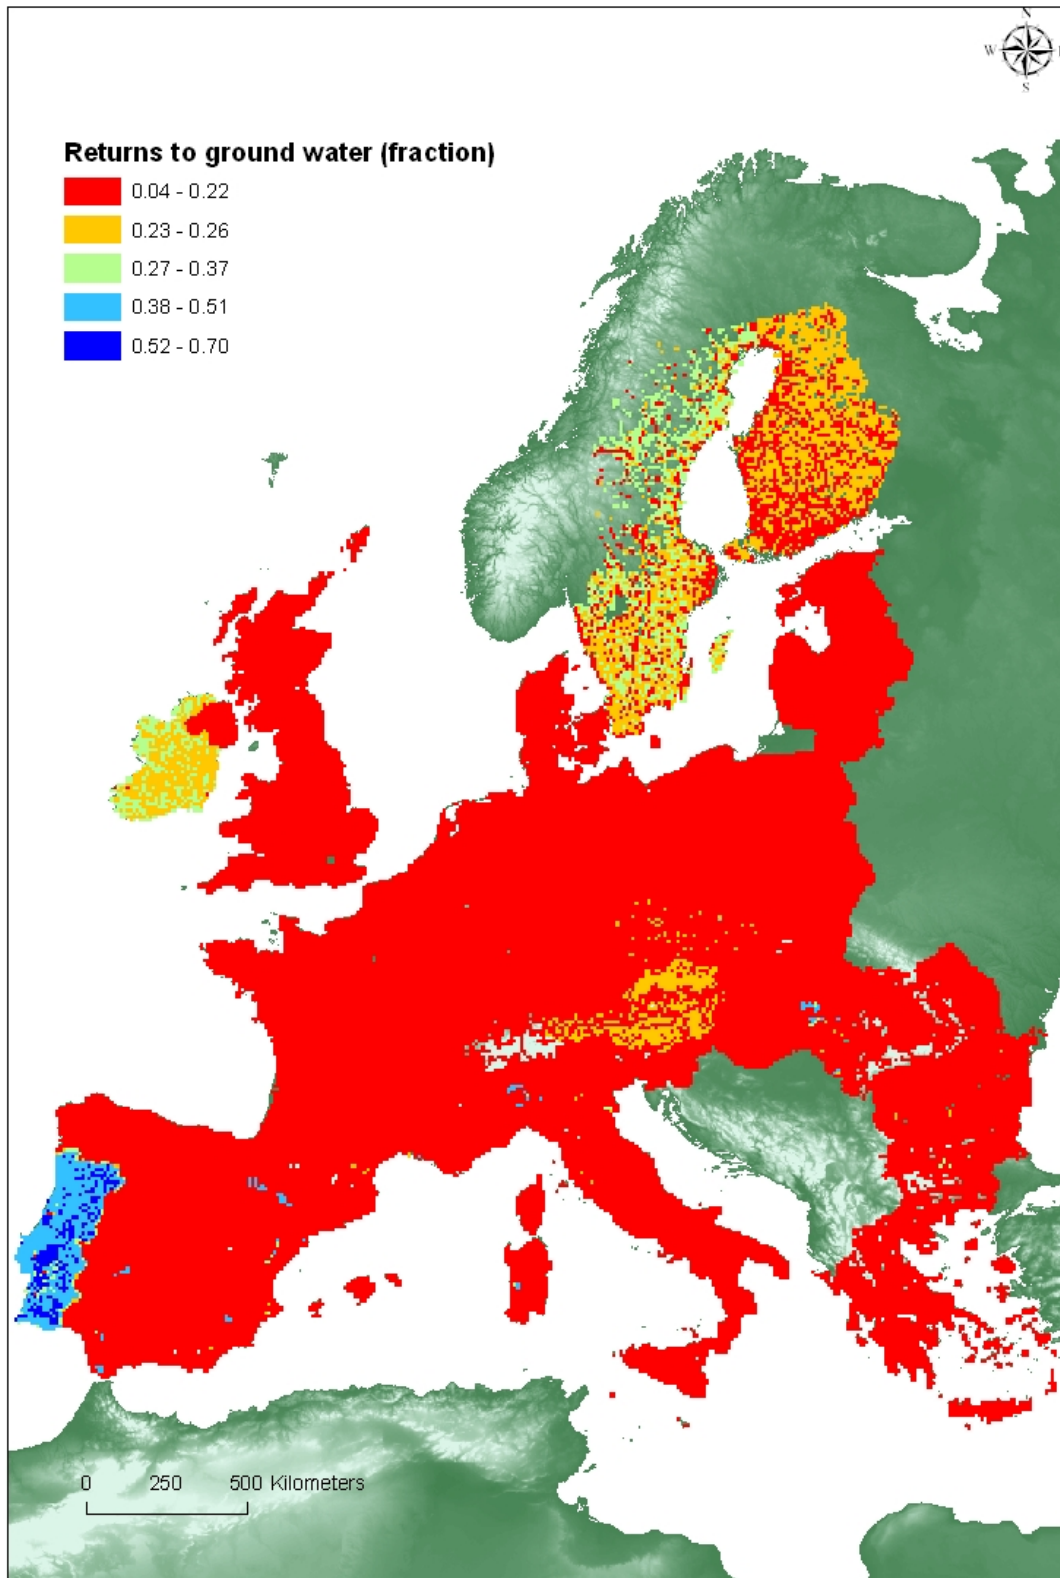 N
W
S
Returns to ground water (fraction)
0.04 - 0.22
0.23 - 0.26
0.27 - 0.37
0.38 - 0.51
0.52 - 0.70
0 250 500 Kilometers